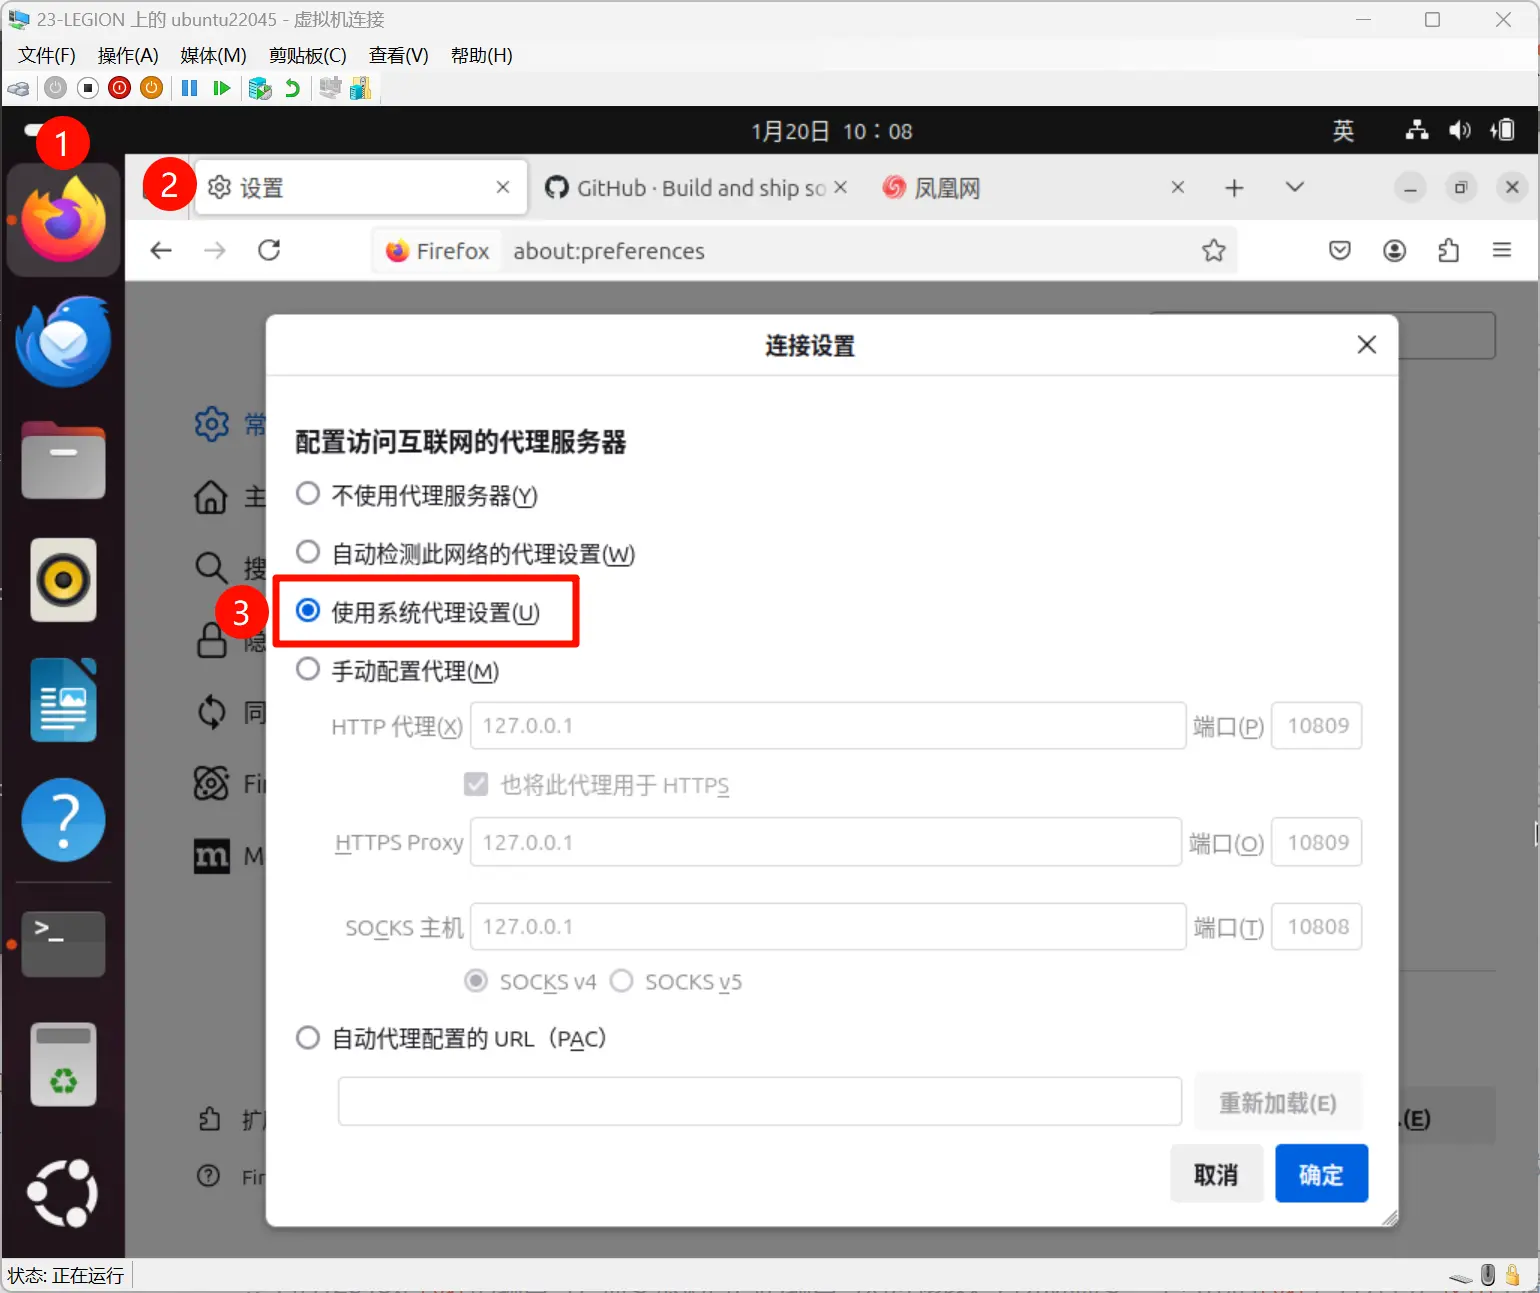 23-LEGION 上的 ubuntu22045 - 虚拟机连接
文件(F) 操作(A) 媒体(M) 剪贴板(C) 查看(V) 帮助(H)
1月20日 10：08
英
1
2
设置
GitHub · Build and ship so
凤凰网
Firefox
about:preferences
连接设置
常
主
搜
隐
同
Fir
M
扩展
Fir
(E)
配置访问互联网的代理服务器
不使用代理服务器(Y)
自动检测此网络的代理设置(W)
3
使用系统代理设置(U)
手动配置代理(M)
HTTP 代理(X) 127.0.0.1 端口(P) 10809
也将此代理用于 HTTPS
HTTPS Proxy 127.0.0.1 端口(O) 10809
SOCKS 主机 127.0.0.1 端口(T) 10808
SOCKS v4 SOCKS v5
自动代理配置的 URL（PAC）
重新加载(E)
取消 确定
状态: 正在运行